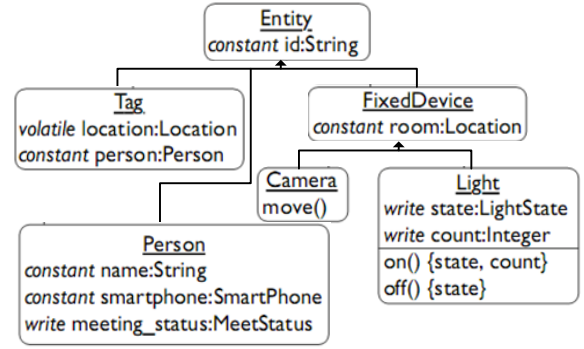 Entity
constant id:String
Tag
volatile location:Location
constant person:Person
FixedDevice
constant room:Location
Camera
move()
Light
write state:LightState
write count:Integer
on() {state, count}
off() {state}
Person
constant name:String
constant smartphone:SmartPhone
write meeting_status:MeetStatus